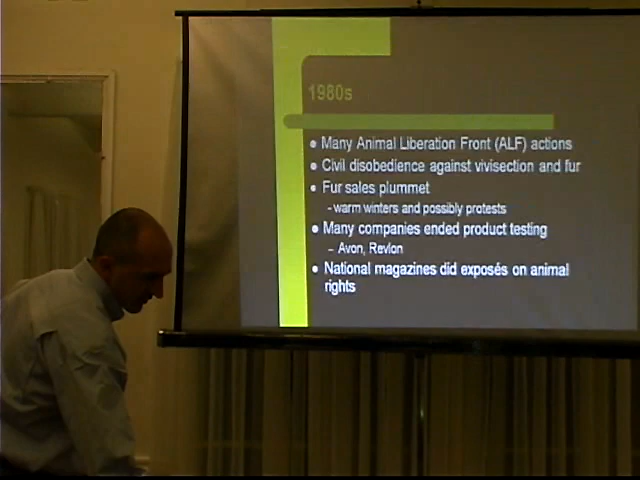 1980s
• Many Animal Liberation Front (ALF) actions
• Civil disobedience against vivisection and fur
• Fur sales plummet
- warm winters and possibly protests
• Many companies ended product testing
- Avon, Revlon
• National magazines did exposés on animal
rights